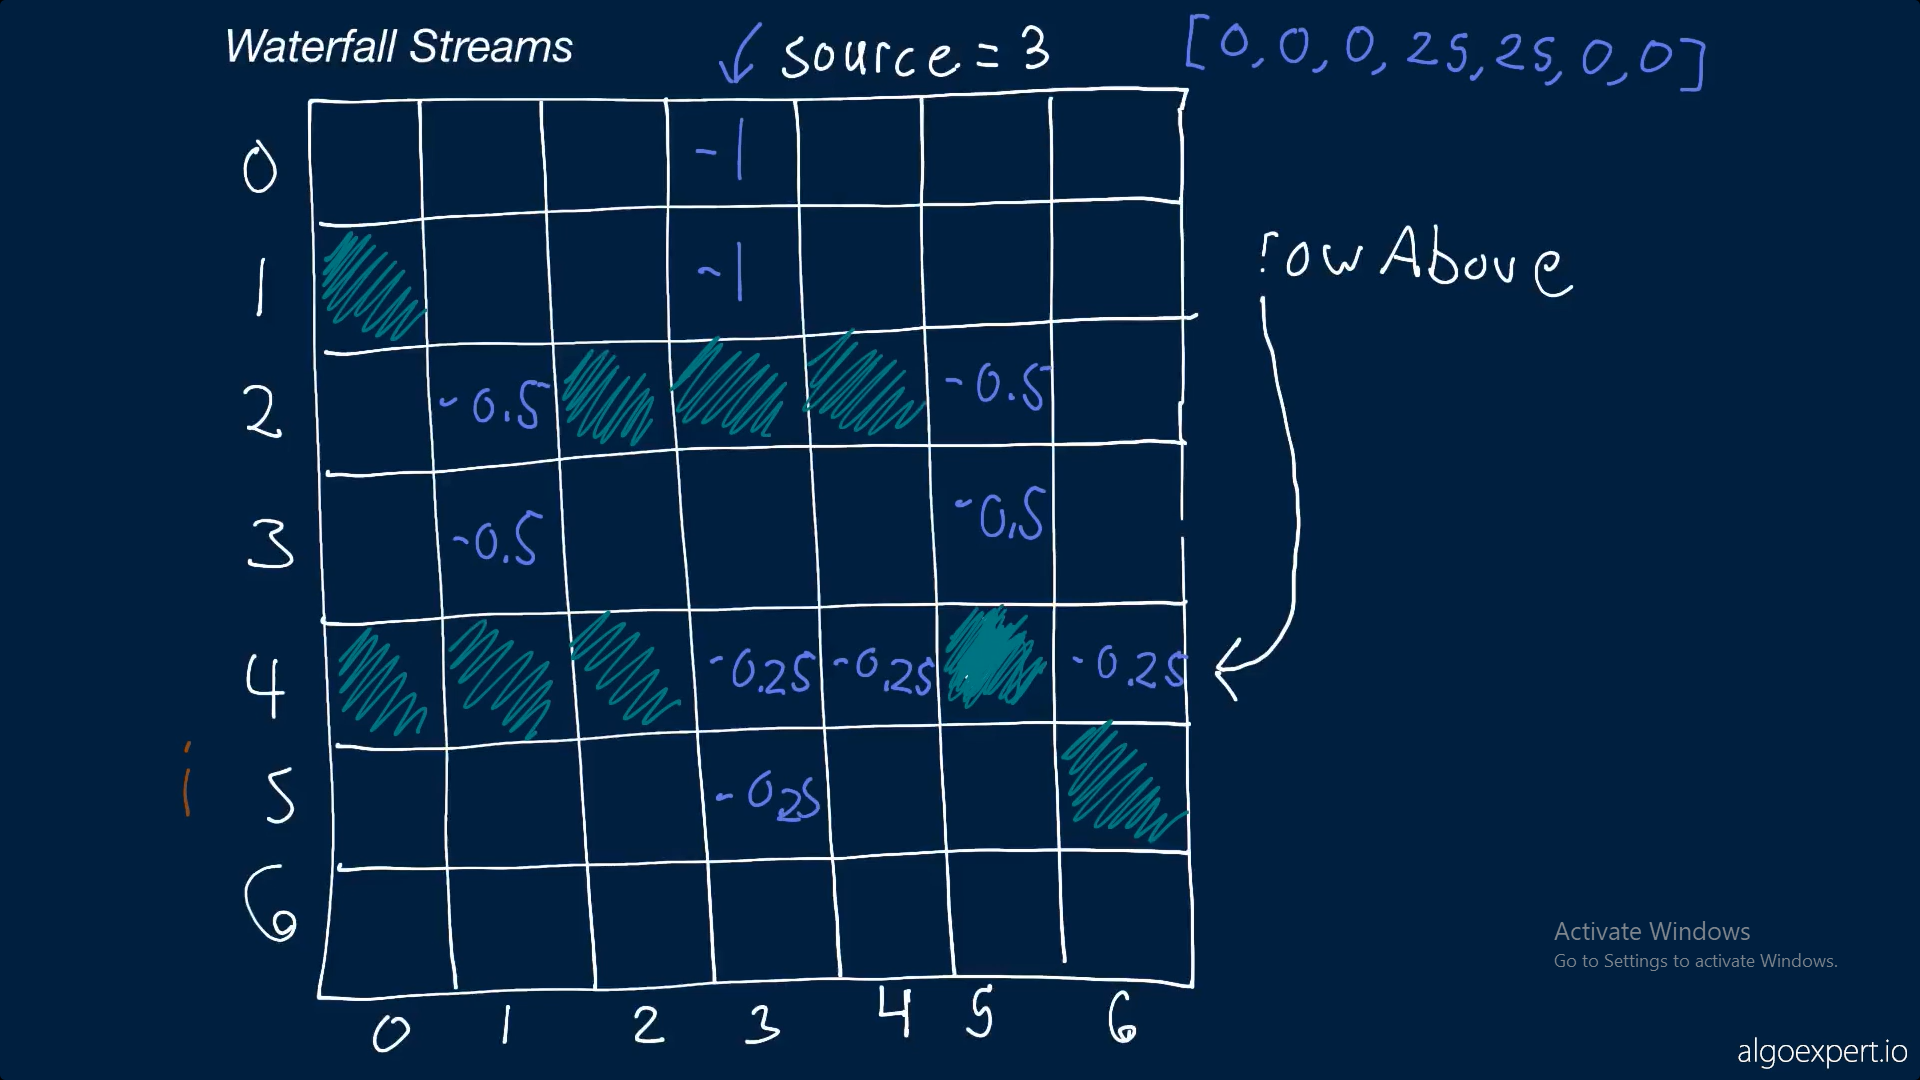 Waterfall Streams
source = 3
[0, 0, 0, 25, 25, 0, 0]
0 -1
1 -1
rowAbove
2 -0.5 -0.5
3 -0.5 -0.5
4 -0.25 -0.25 -0.25
i 5 -0.25
6
0 1 2 3 4 5 6
Activate Windows
Go to Settings to activate Windows.
algoexpert.io